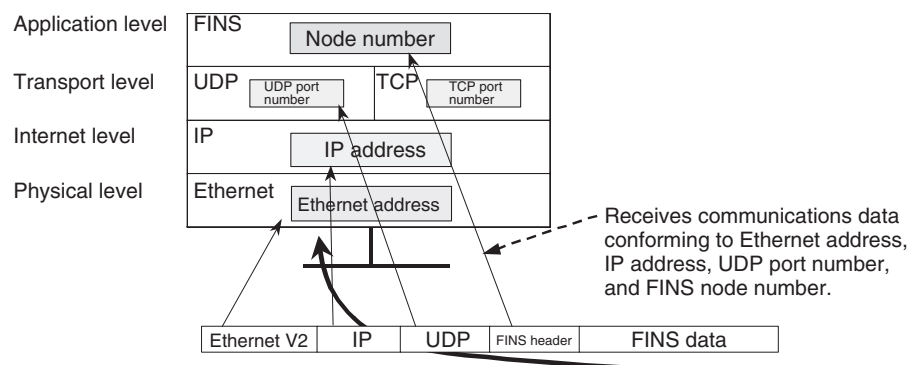 Application level
FINS
Node number
Transport level
UDP
UDP port
number
TCP
TCP port
number
Internet level
IP
IP address
Physical level
Ethernet
Ethernet address
Receives communications data
conforming to Ethernet address,
IP address, UDP port number,
and FINS node number.
Ethernet V2
IP
UDP
FINS header
FINS data